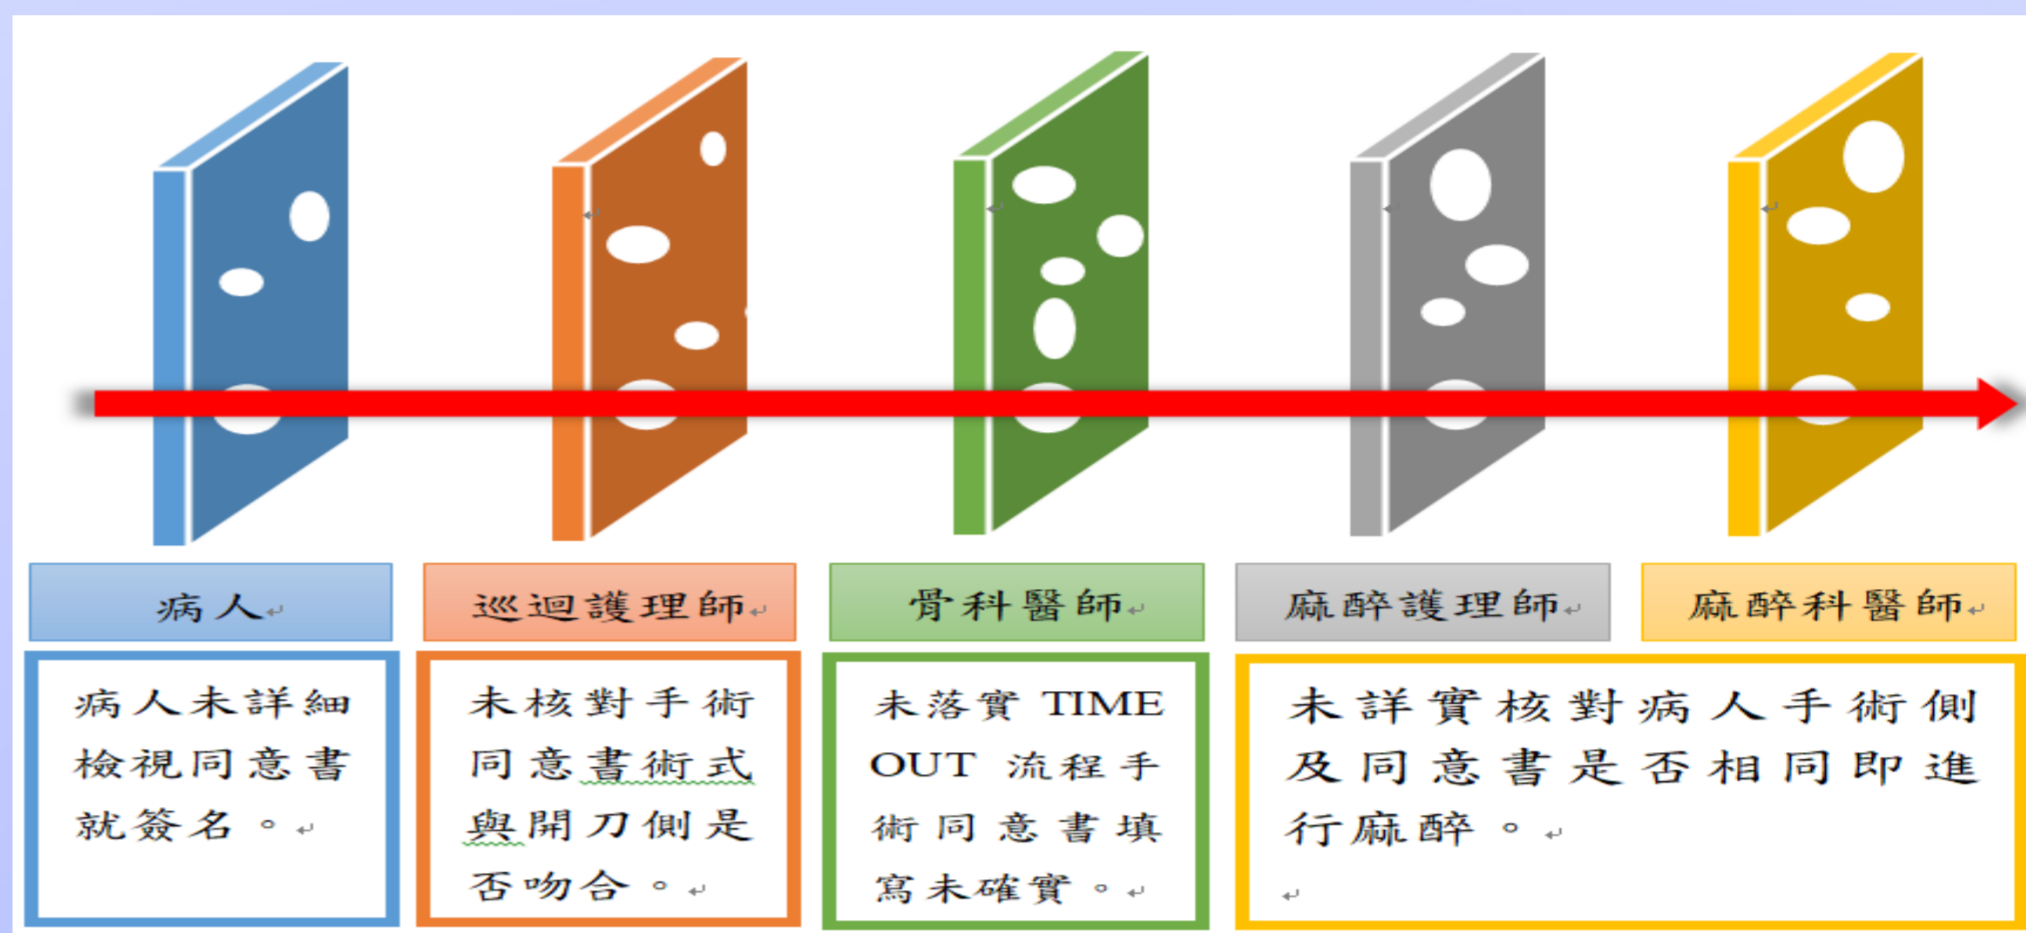 病人
巡迴護理師
骨科醫師
麻醉護理師
麻醉科醫師
病人未詳細
檢視同意書
就簽名。
未核對手術
同意書術式
與開刀側是
否吻合。
未落實 TIME
OUT 流程手
術同意書填
寫未確實。
未詳實核對病人手術側
及同意書是否相同即進
行麻醉。